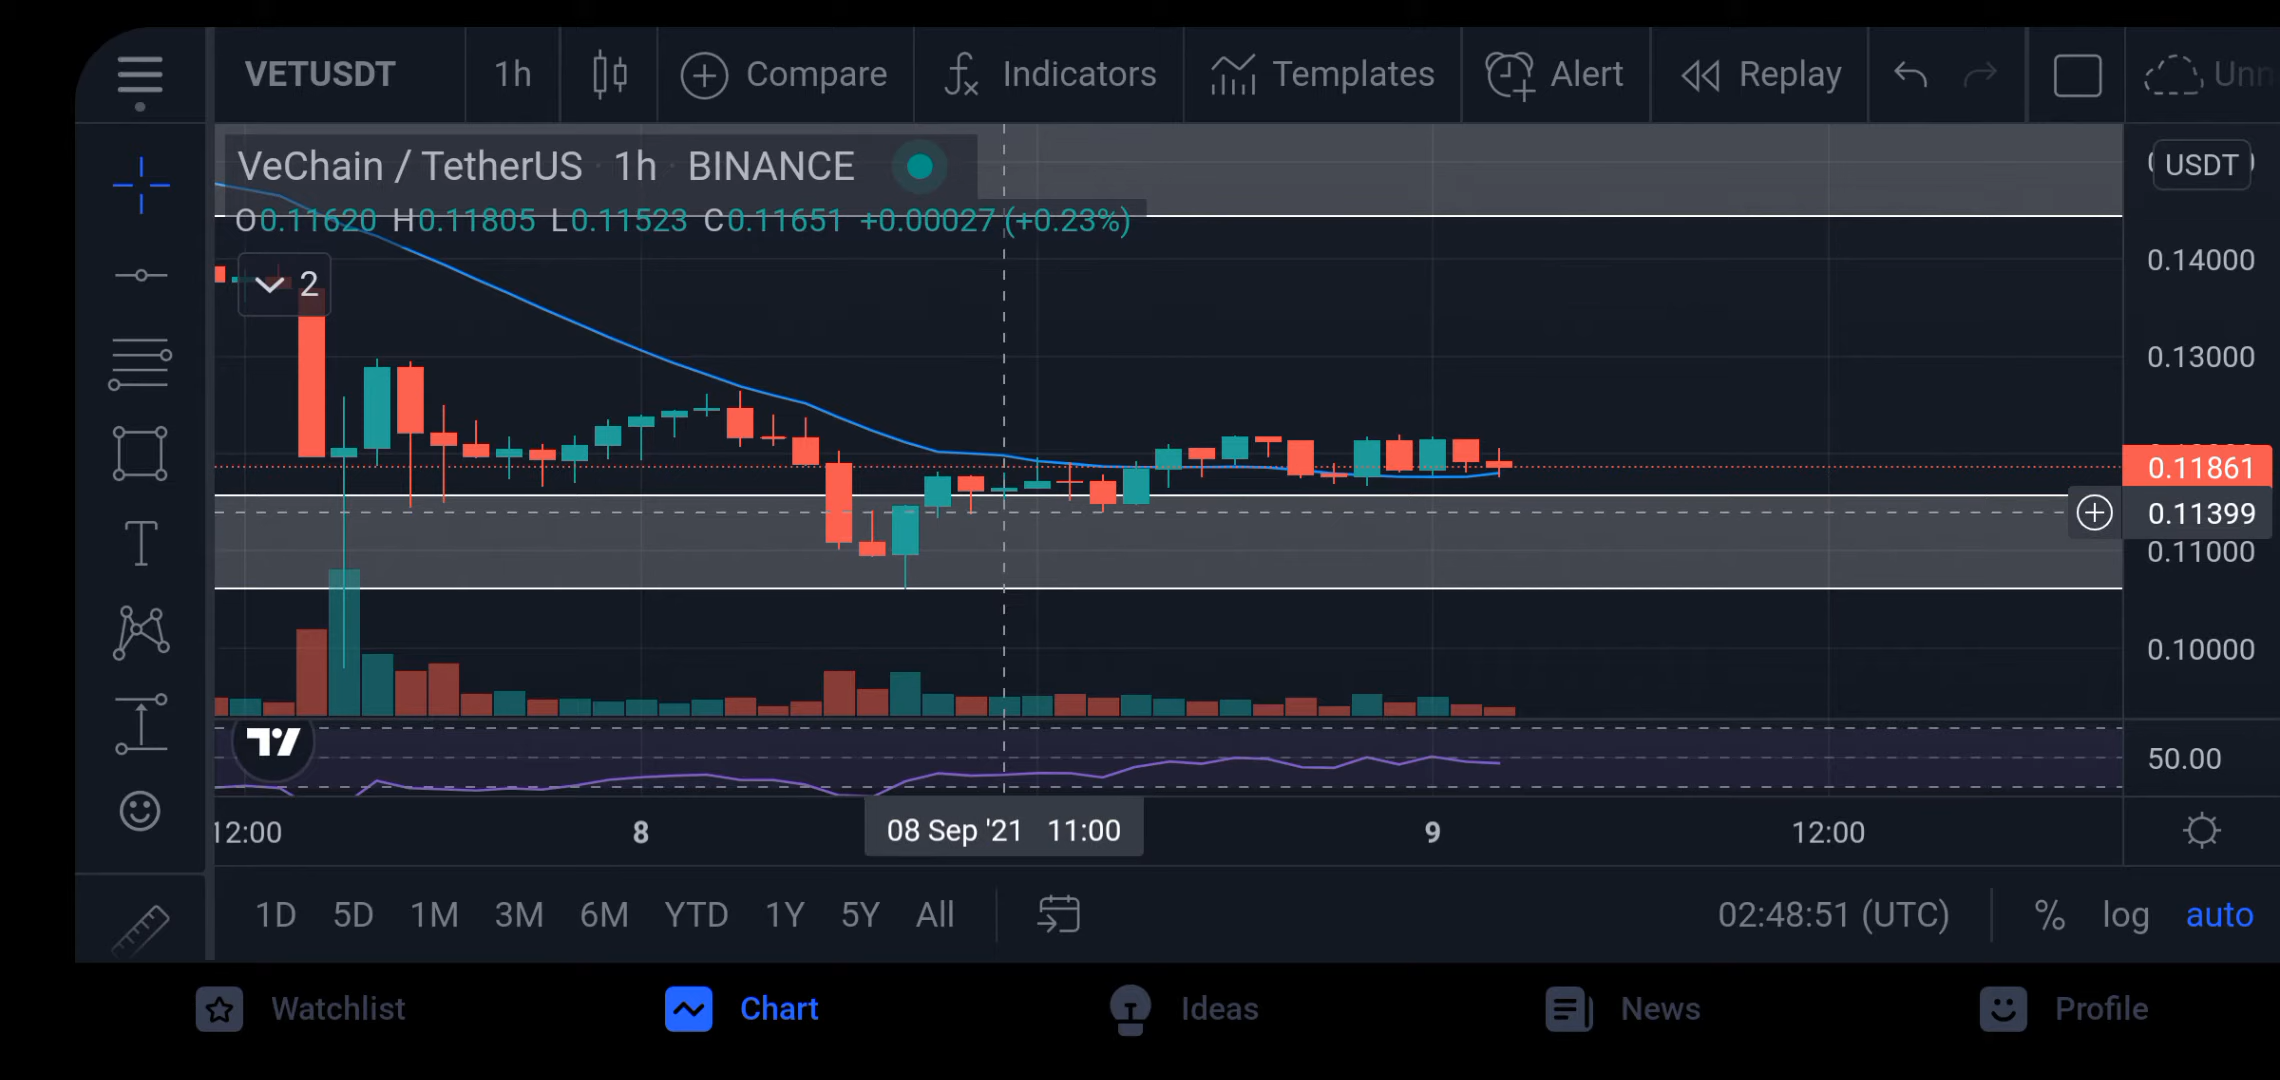 VETUSDT 1h Compare Indicators Templates Alert Replay
VeChain / TetherUS · 1h · BINANCE
USDT
O0.11620 H0.11805 L0.11523 C0.11651 +0.00027 (+0.23%)
2
0.14000
0.13000
0.11861
0.11399
0.11000
0.10000
50.00
12:00 8 08 Sep '21 11:00 9 12:00
1D 5D 1M 3M 6M YTD 1Y 5Y All 02:48:51 (UTC) % log auto
Watchlist Chart Ideas News Profile